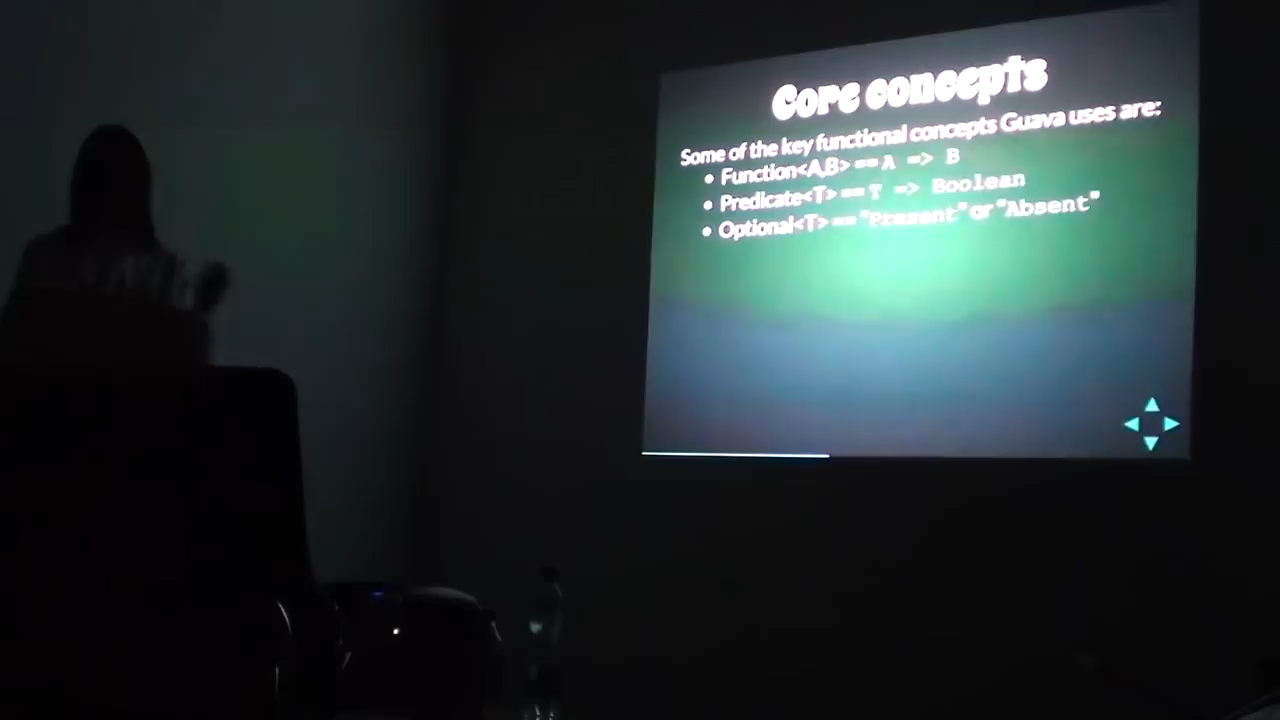 Core concepts
Some of the key functional concepts Guava uses are:
• Function<A,B> == A => B
• Predicate<T> == T => Boolean
• Optional<T> == "Present" or "Absent"